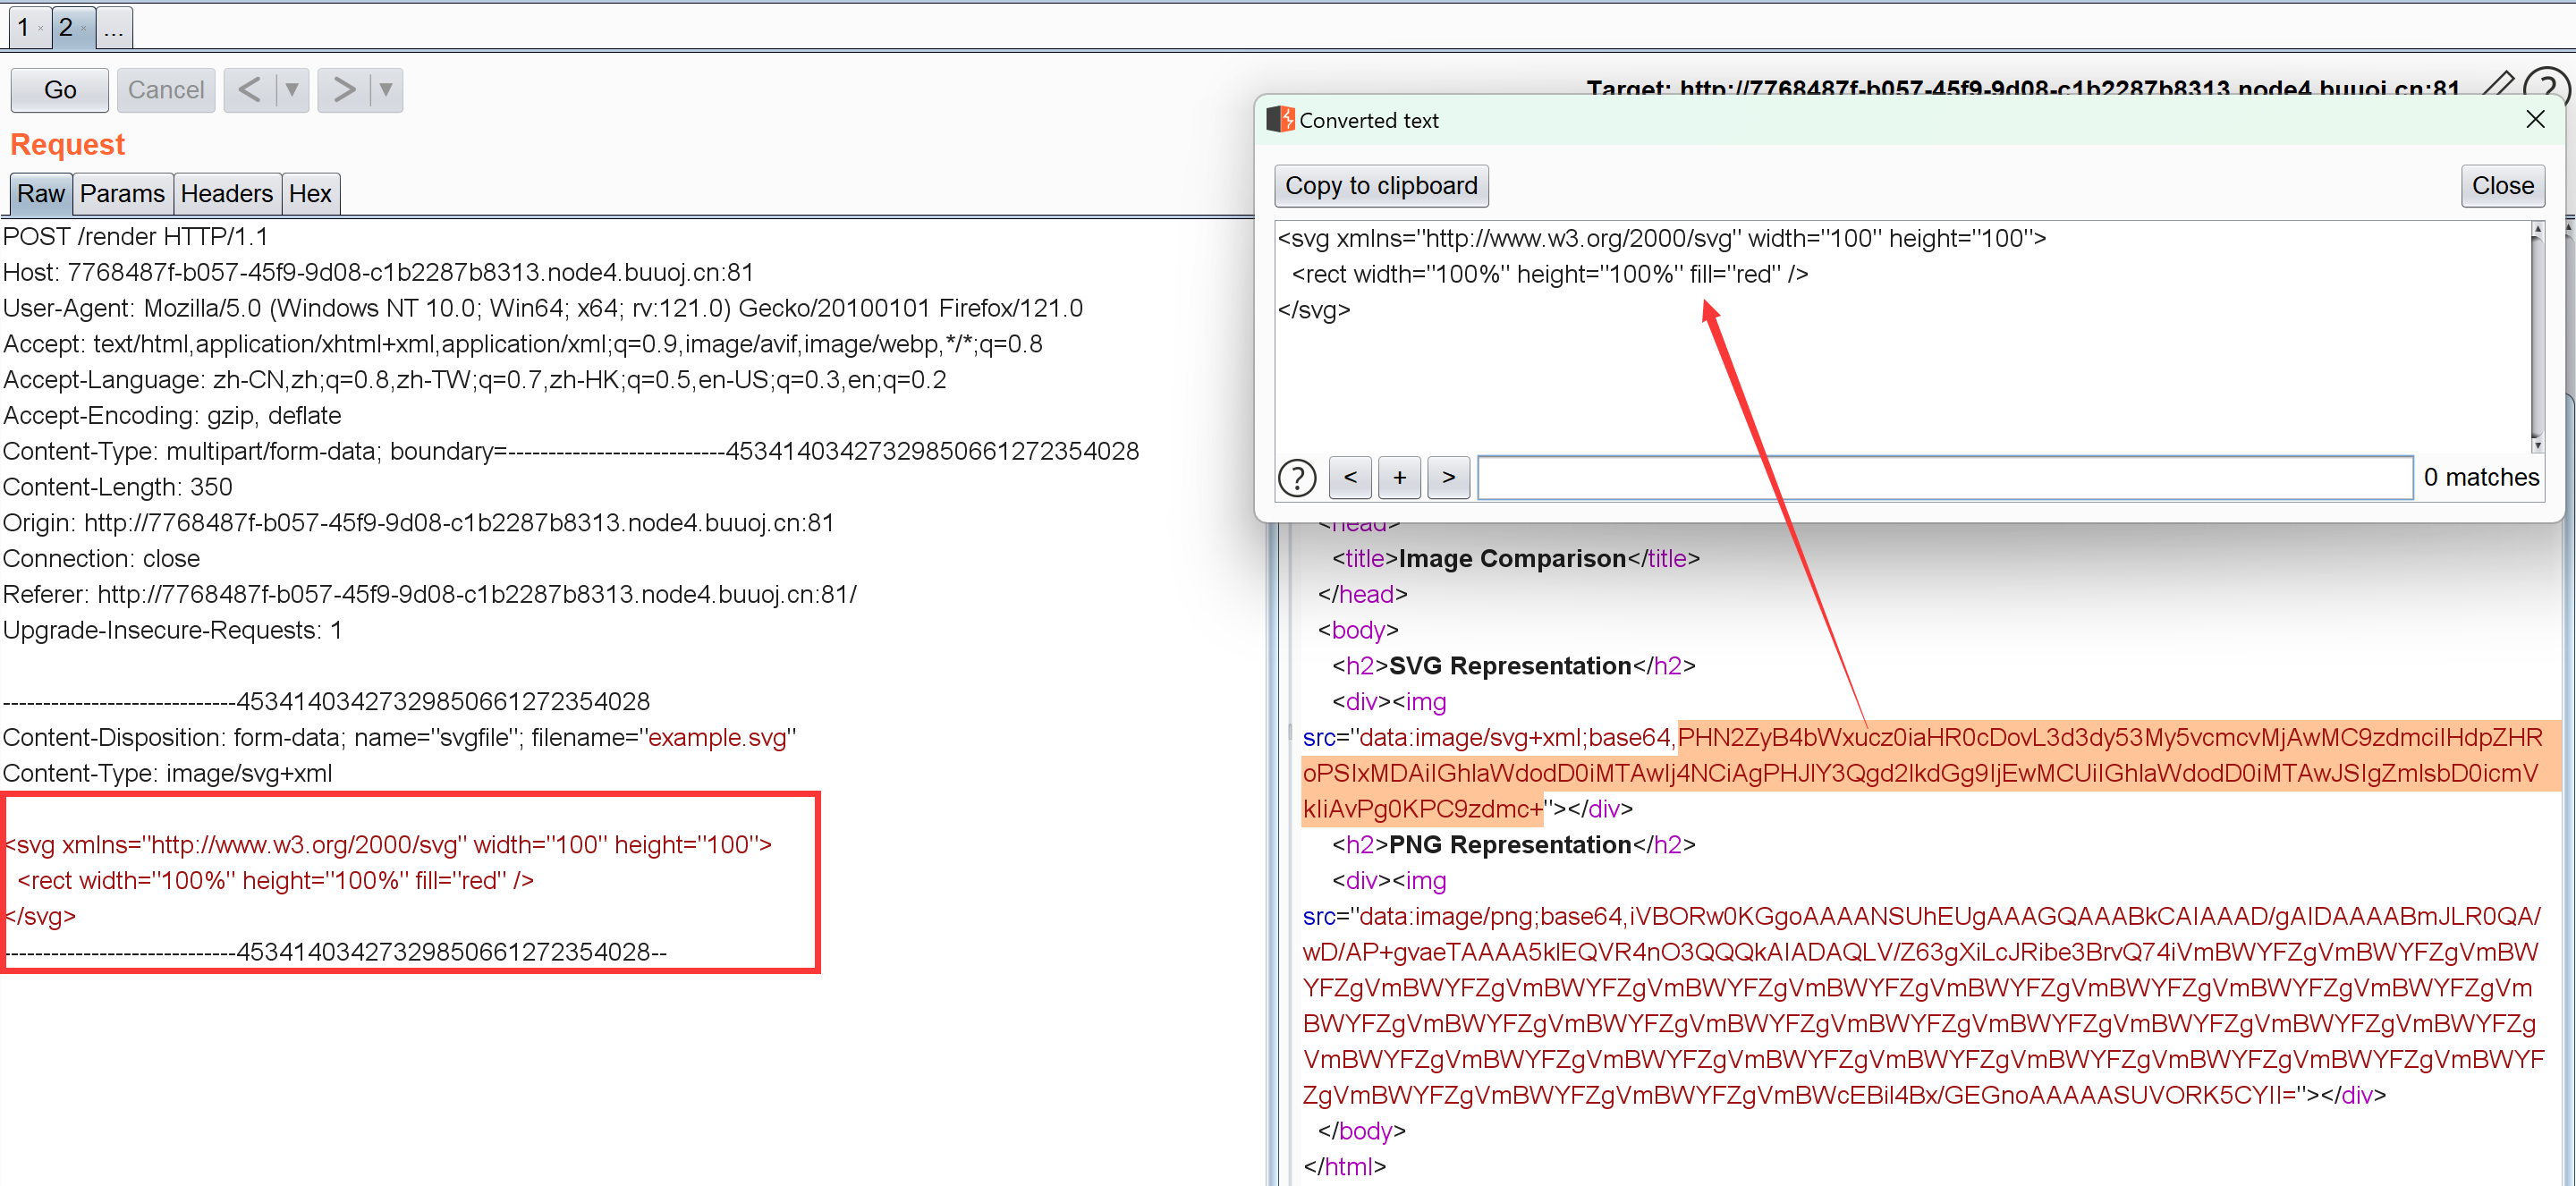 1 × 2 × ...
Go Cancel < ▼ > ▼
Target: http://7768487f-b057-45f9-9d08-c1b2287b8313.node4.buuoj.cn:81
Request
Raw Params Headers Hex
POST /render HTTP/1.1
Host: 7768487f-b057-45f9-9d08-c1b2287b8313.node4.buuoj.cn:81
User-Agent: Mozilla/5.0 (Windows NT 10.0; Win64; x64; rv:121.0) Gecko/20100101 Firefox/121.0
Accept: text/html,application/xhtml+xml,application/xml;q=0.9,image/avif,image/webp,*/*;q=0.8
Accept-Language: zh-CN,zh;q=0.8,zh-TW;q=0.7,zh-HK;q=0.5,en-US;q=0.3,en;q=0.2
Accept-Encoding: gzip, deflate
Content-Type: multipart/form-data; boundary=---------------------------453414034273298506612723​54028
Content-Length: 350
Origin: http://7768487f-b057-45f9-9d08-c1b2287b8313.node4.buuoj.cn:81
Connection: close
Referer: http://7768487f-b057-45f9-9d08-c1b2287b8313.node4.buuoj.cn:81/
Upgrade-Insecure-Requests: 1
-----------------------------45341403427329850661272354028
Content-Disposition: form-data; name="svgfile"; filename="example.svg"
Content-Type: image/svg+xml
<svg xmlns="http://www.w3.org/2000/svg" width="100" height="100">
<rect width="100%" height="100%" fill="red" />
</svg>
-----------------------------45341403427329850661272354028--
Converted text
Copy to clipboard Close
<svg xmlns="http://www.w3.org/2000/svg" width="100" height="100">
<rect width="100%" height="100%" fill="red" />
</svg>
? < + > 0 matches
<head>
<title>Image Comparison</title>
</head>
<body>
<h2>SVG Representation</h2>
<div><img
src="data:image/svg+xml;base64,PHN2ZyB4bWxucz0iaHR0cDovL3d3dy53My5vcmcvMjAwMC9zdmciIHdpZHR
oPSIxMDAiIGhlaWdodD0iMTAwIj4NCiAgPHJlY3Qgd2lkdGg9IjEwMCUiIGhlaWdodD0iMTAwJSIgZmlsbD0icmV
kIiAvPg0KPC9zdmc+"></div>
<h2>PNG Representation</h2>
<div><img
src="data:image/png;base64,iVBORw0KGgoAAAANSUhEUgAAAGQAAABkCAIAAAD/gAIDAAAABmJLR0QA/
wD/AP+gvaeTAAAA5klEQVR4nO3QQQkAIADAQLV/Z63gXiLcJRibe3BrvQ74iVmBWYFZgVmBWYFZgVmBW
YFZgVmBWYFZgVmBWYFZgVmBWYFZgVmBWYFZgVmBWYFZgVmBWYFZgVmBWYFZgVm
BWYFZgVmBWYFZgVmBWYFZgVmBWYFZgVmBWYFZgVmBWYFZgVmBWYFZgVmBWYFZg
VmBWYFZgVmBWYFZgVmBWYFZgVmBWYFZgVmBWYFZgVmBWYFZgVmBWYFZgVmBWYF
ZgVmBWYFZgVmBWYFZgVmBWYFZgVmBWcEBil4Bx/GEGnoAAAAASUVORK5CYII="></div>
</body>
</html>